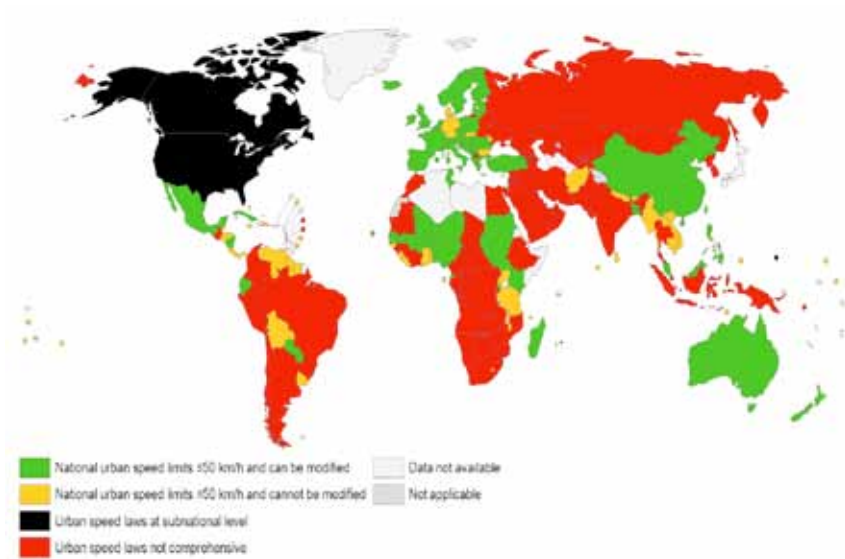 National urban speed limits ≤50 km/h and can be modified
National urban speed limits ≤50 km/h and cannot be modified
Urban speed laws at subnational level
Urban speed laws not comprehensive
Data not available
Not applicable